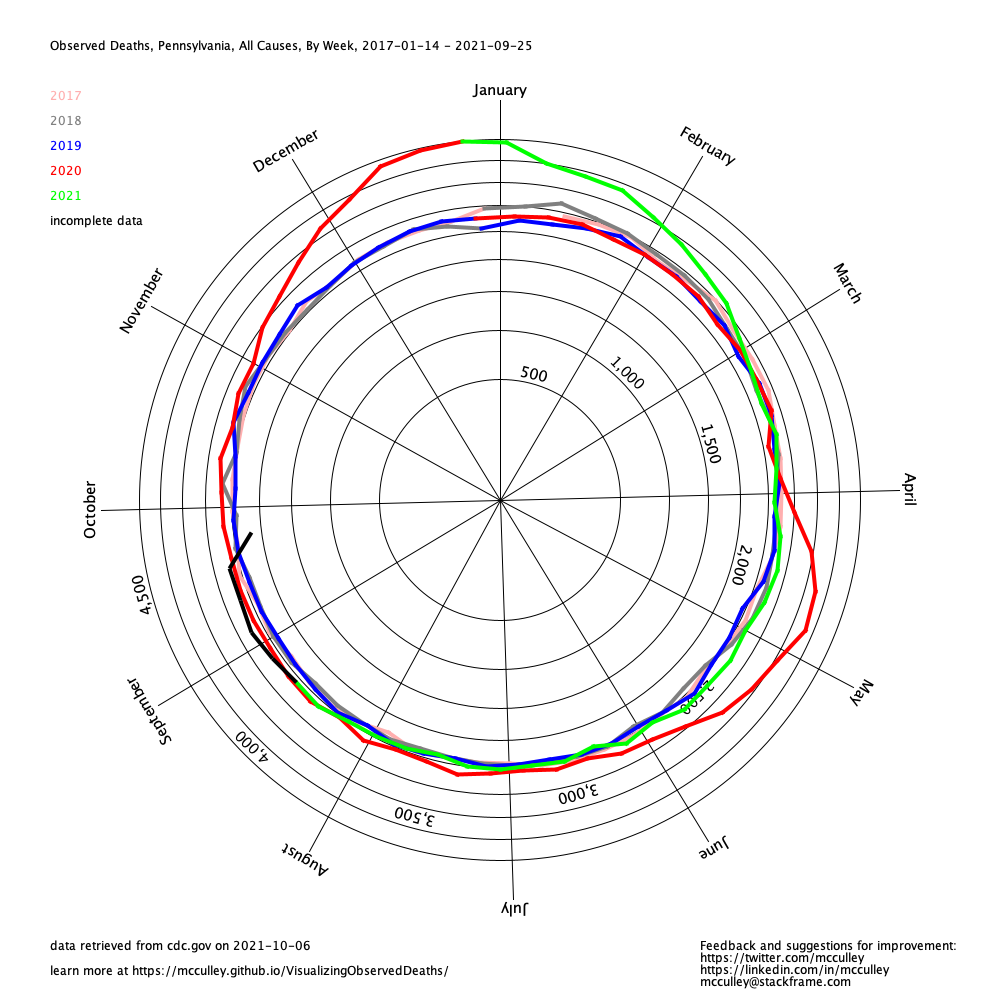 Observed Deaths, Pennsylvania, All Causes, By Week, 2017-01-14 - 2021-09-25
2017
2018
2019
2020
2021
incomplete data
January
February
March
April
May
June
July
August
September
October
November
December
500
1,000
1,500
2,000
2,500
3,000
3,500
4,000
4,500
data retrieved from cdc.gov on 2021-10-06
learn more at https://mcculley.github.io/VisualizingObservedDeaths/
Feedback and suggestions for improvement:
https://twitter.com/mcculley
https://linkedin.com/in/mcculley
mcculley@stackframe.com